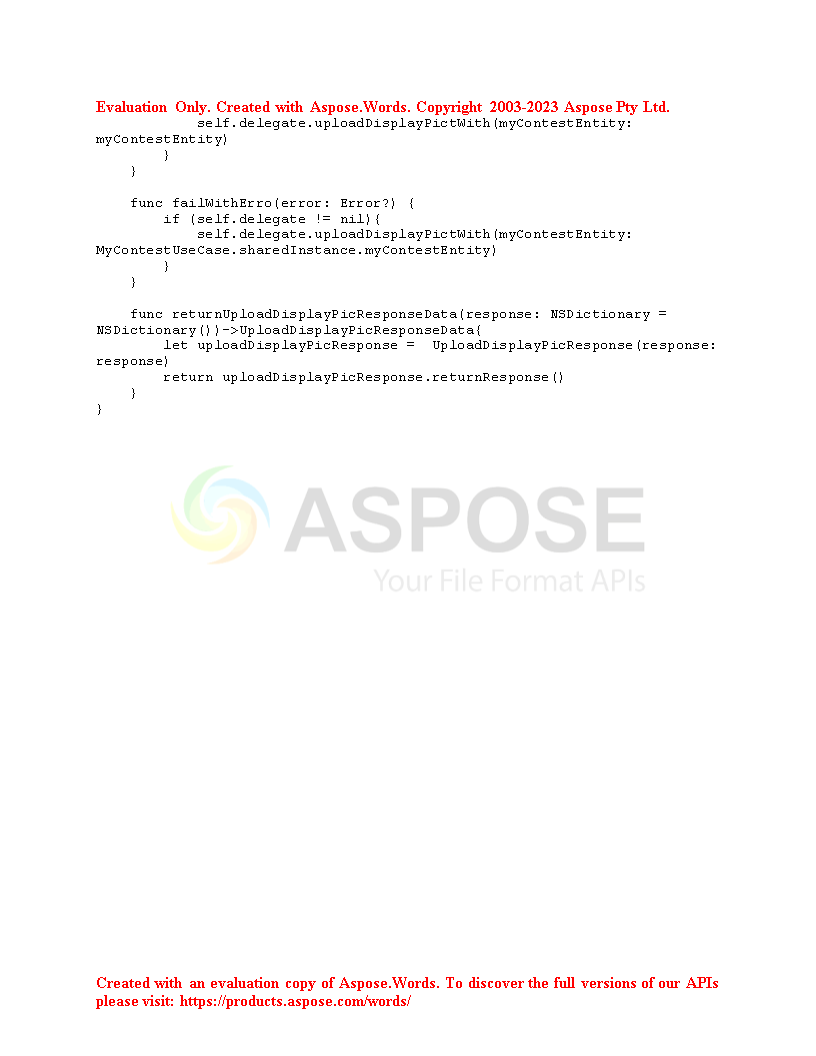 Evaluation Only. Created with Aspose.Words. Copyright 2003-2023 Aspose Pty Ltd.
            self.delegate.uploadDisplayPictWith(myContestEntity:
myContestEntity)
        }
    }

    func failWithErro(error: Error?) {
        if (self.delegate != nil){
            self.delegate.uploadDisplayPictWith(myContestEntity:
MyContestUseCase.sharedInstance.myContestEntity)
        }
    }

    func returnUploadDisplayPicResponseData(response: NSDictionary =
NSDictionary())->UploadDisplayPicResponseData{
        let uploadDisplayPicResponse =  UploadDisplayPicResponse(response:
response)
        return uploadDisplayPicResponse.returnResponse()
    }
}
ASPOSE
Your File Format APIs
Created with an evaluation copy of Aspose.Words. To discover the full versions of our APIs
please visit: https://products.aspose.com/words/